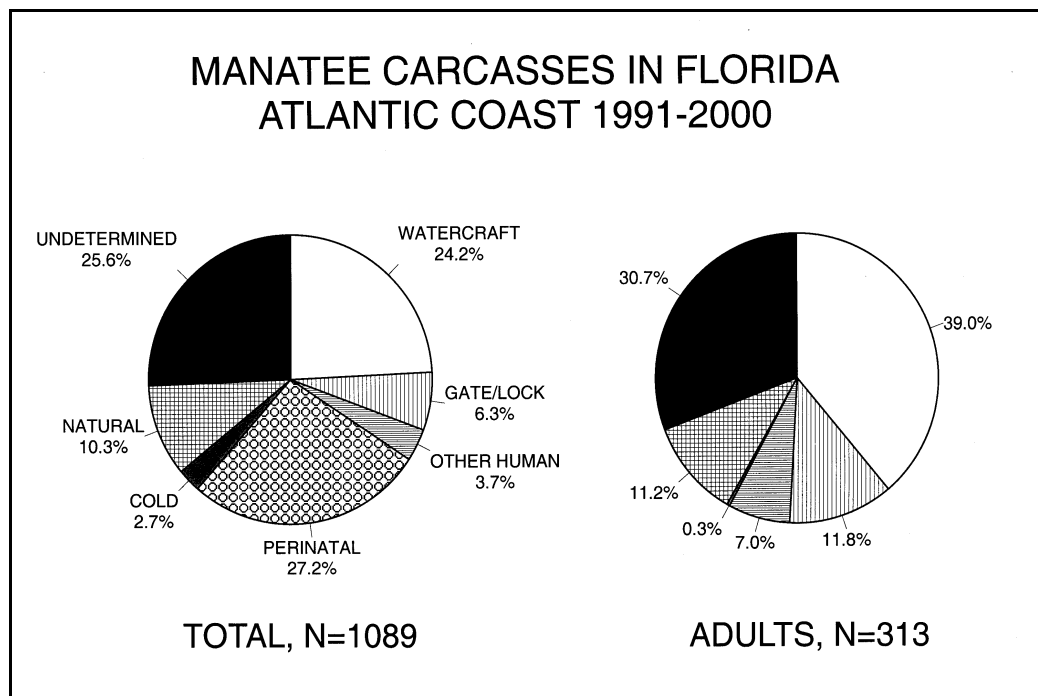 MANATEE CARCASSES IN FLORIDA
ATLANTIC COAST 1991-2000
UNDETERMINED
25.6%
WATERCRAFT
24.2%
GATE/LOCK
6.3%
OTHER HUMAN
3.7%
PERINATAL
27.2%
COLD
2.7%
NATURAL
10.3%
TOTAL, N=1089
30.7%
39.0%
11.8%
7.0%
0.3%
11.2%
ADULTS, N=313